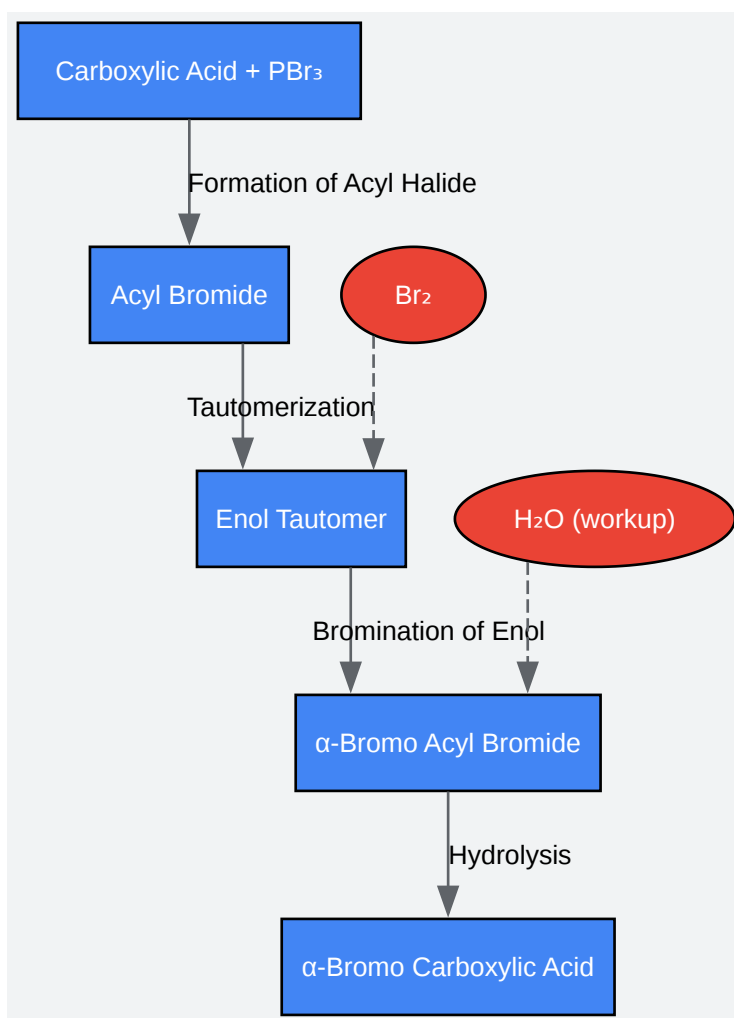 Carboxylic Acid + PBr₃
Formation of Acyl Halide
Acyl Bromide
Br₂
Tautomerization
Enol Tautomer
H₂O (workup)
Bromination of Enol
α-Bromo Acyl Bromide
Hydrolysis
α-Bromo Carboxylic Acid